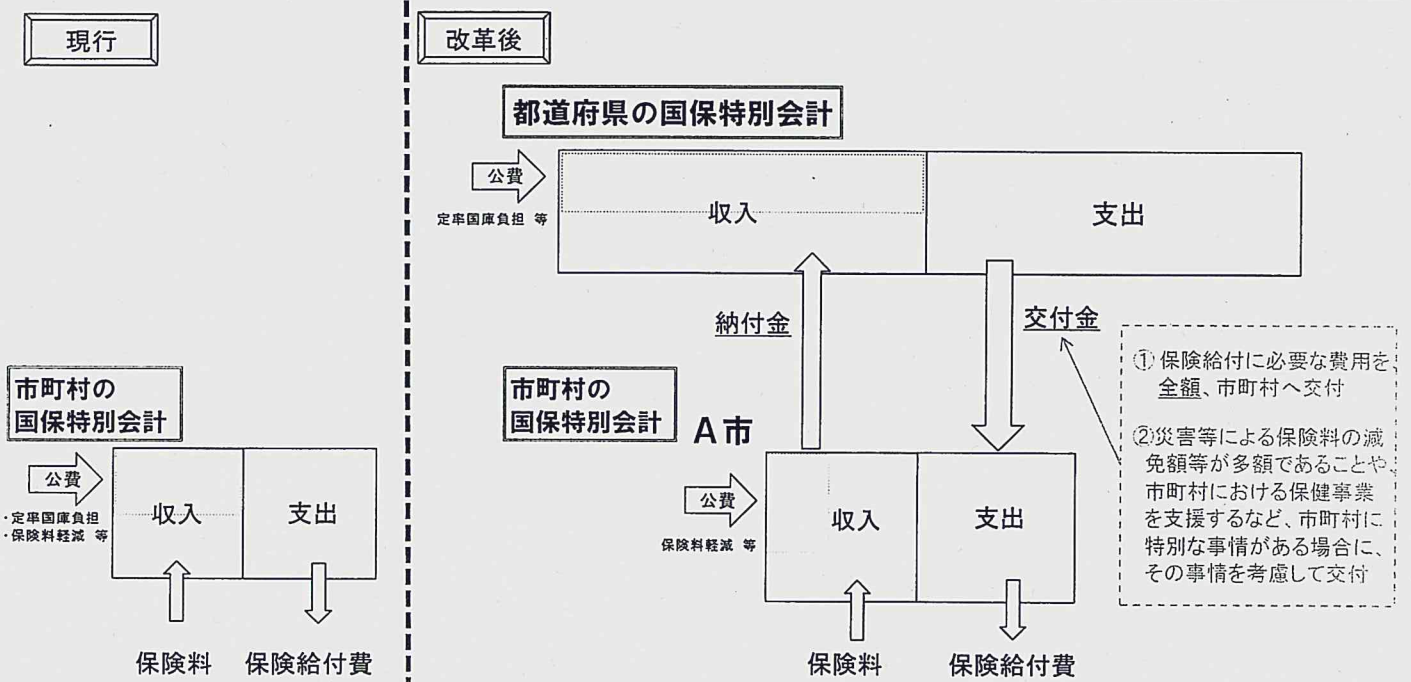 現行
市町村の
国保特別会計
公費
・定率国庫負担
・保険料軽減 等
収入
支出
保険料
保険給付費
改革後
都道府県の国保特別会計
公費
定率国庫負担 等
収入
支出
納付金
交付金
①保険給付に必要な費用を、
全額、市町村へ交付
②災害等による保険料の減
免額等が多額であることや、
市町村における保健事業
を支援するなど、市町村に
特別な事情がある場合に、
その事情を考慮して交付
市町村の
国保特別会計
A市
公費
保険料軽減 等
収入
支出
保険料
保険給付費